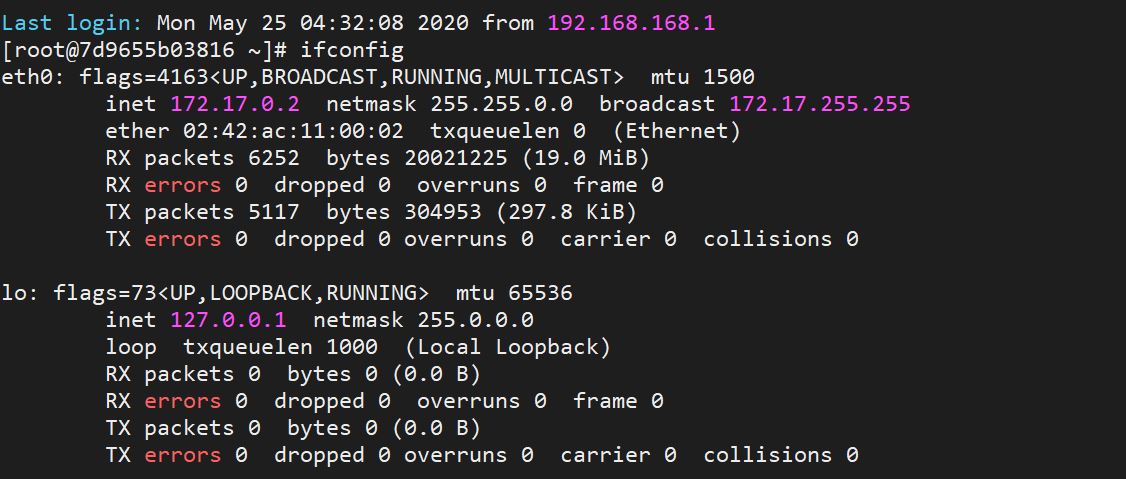 Last login: Mon May 25 04:32:08 2020 from 192.168.168.1
[root@7d9655b03816 ~]# ifconfig
eth0: flags=4163<UP,BROADCAST,RUNNING,MULTICAST>  mtu 1500
        inet 172.17.0.2  netmask 255.255.0.0  broadcast 172.17.255.255
        ether 02:42:ac:11:00:02  txqueuelen 0  (Ethernet)
        RX packets 6252  bytes 20021225 (19.0 MiB)
        RX errors 0  dropped 0  overruns 0  frame 0
        TX packets 5117  bytes 304953 (297.8 KiB)
        TX errors 0  dropped 0 overruns 0  carrier 0  collisions 0

lo: flags=73<UP,LOOPBACK,RUNNING>  mtu 65536
        inet 127.0.0.1  netmask 255.0.0.0
        loop  txqueuelen 1000  (Local Loopback)
        RX packets 0  bytes 0 (0.0 B)
        RX errors 0  dropped 0  overruns 0  frame 0
        TX packets 0  bytes 0 (0.0 B)
        TX errors 0  dropped 0 overruns 0  carrier 0  collisions 0